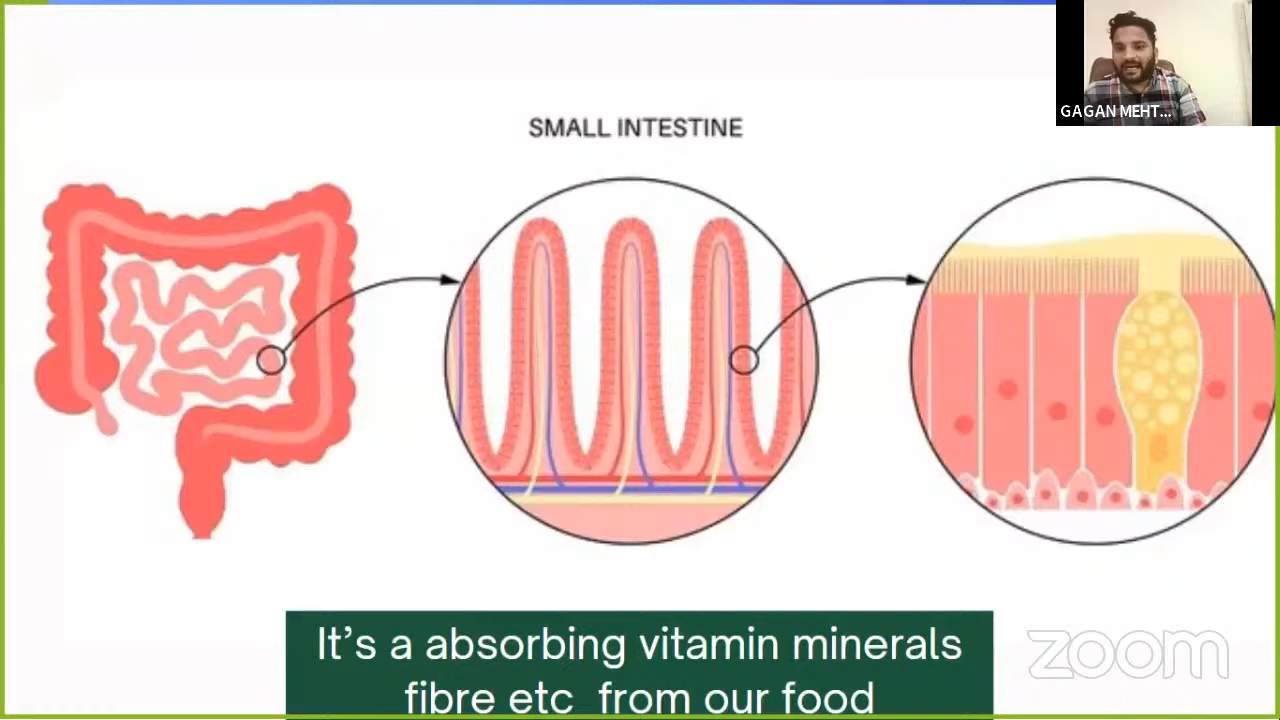 GAGAN MEHT...
SMALL INTESTINE
It's a absorbing vitamin minerals
fibre etc from our food
zoom